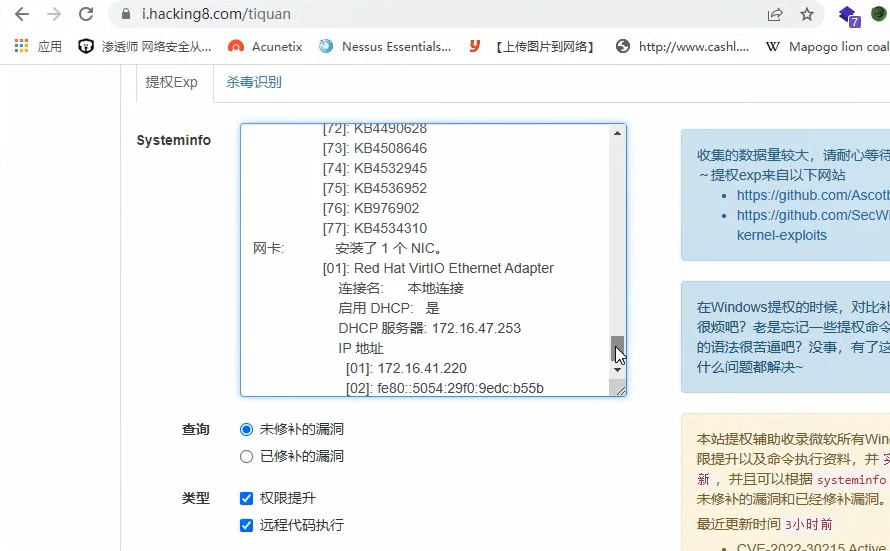 i.hacking8.com/tiquan
7
应用 渗透师 网络安全从... Acunetix Nessus Essentials... 【上传图片到网络】 http://www.cashl.... Mapogo lion coal
提权Exp 杀毒识别
Systeminfo
[72]: KB4490628
[73]: KB4508646
[74]: KB4532945
[75]: KB4536952
[76]: KB976902
[77]: KB4534310
网卡: 安装了 1 个 NIC。
[01]: Red Hat VirtIO Ethernet Adapter
连接名: 本地连接
启用 DHCP: 是
DHCP 服务器: 172.16.47.253
IP 地址
[01]: 172.16.41.220
[02]: fe80::5054:29f0:9edc:b55b
查询 未修补的漏洞
已修补的漏洞
类型 权限提升
远程代码执行
收集的数据量较大，请耐心等待
～提权exp来自以下网站
https://github.com/Ascotb
https://github.com/SecWi
kernel-exploits
在Windows提权的时候，对比补
很烦吧？老是忘记一些提权命令
的语法很苦逼吧？没事，有了这
什么问题都解决~
本站提权辅助收录微软所有Win
限提升以及命令执行资料，并 实
新 ，并且可以根据 systeminfo
未修补的漏洞和已经修补漏洞。
最近更新时间 3小时前
CVE-2022-30215 Active